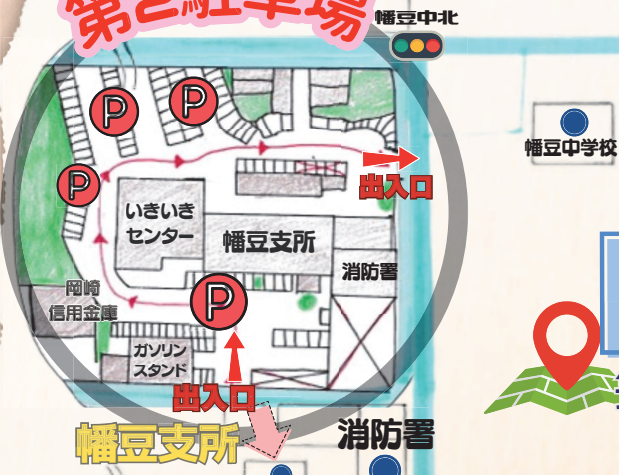 第2駐車場
幡豆中北
P
P
幡豆中学校
P
出入口
いきいき
センター
幡豆支所
消防署
岡崎
信用金庫
P
ガソリン
スタンド
出入口
幡豆支所
消防署